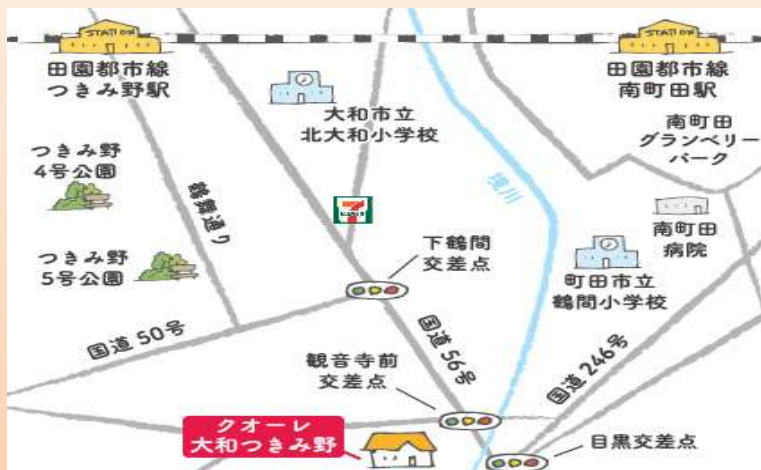 STATION
田園都市線
つきみ野駅
STATION
田園都市線
南町田駅
大和市立
北大和小学校
南町田
グランベリー
パーク
つきみ野
4号公園
鶴舞通り
境川
7
南町田
病院
つきみ野
5号公園
下鶴間
交差点
町田市立
鶴間小学校
国道50号
国道56号
国道246号
観音寺前
交差点
クオーレ
大和つきみ野
目黒交差点